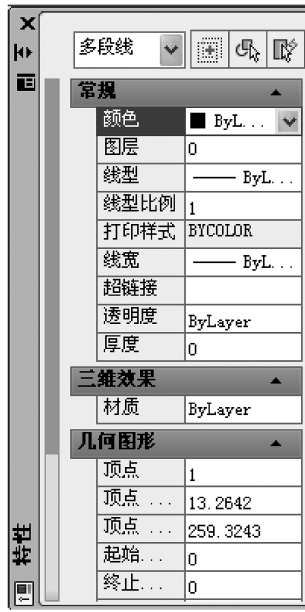 多段线
常规
颜色 ByL...
图层 0
线型 ByL...
线型比例 1
打印样式 BYCOLOR
线宽 ByL...
超链接
透明度 ByLayer
厚度 0
三维效果
材质 ByLayer
几何图形
顶点 1
顶点 ... 13.2642
顶点 ... 259.3243
起始... 0
终止... 0
特性